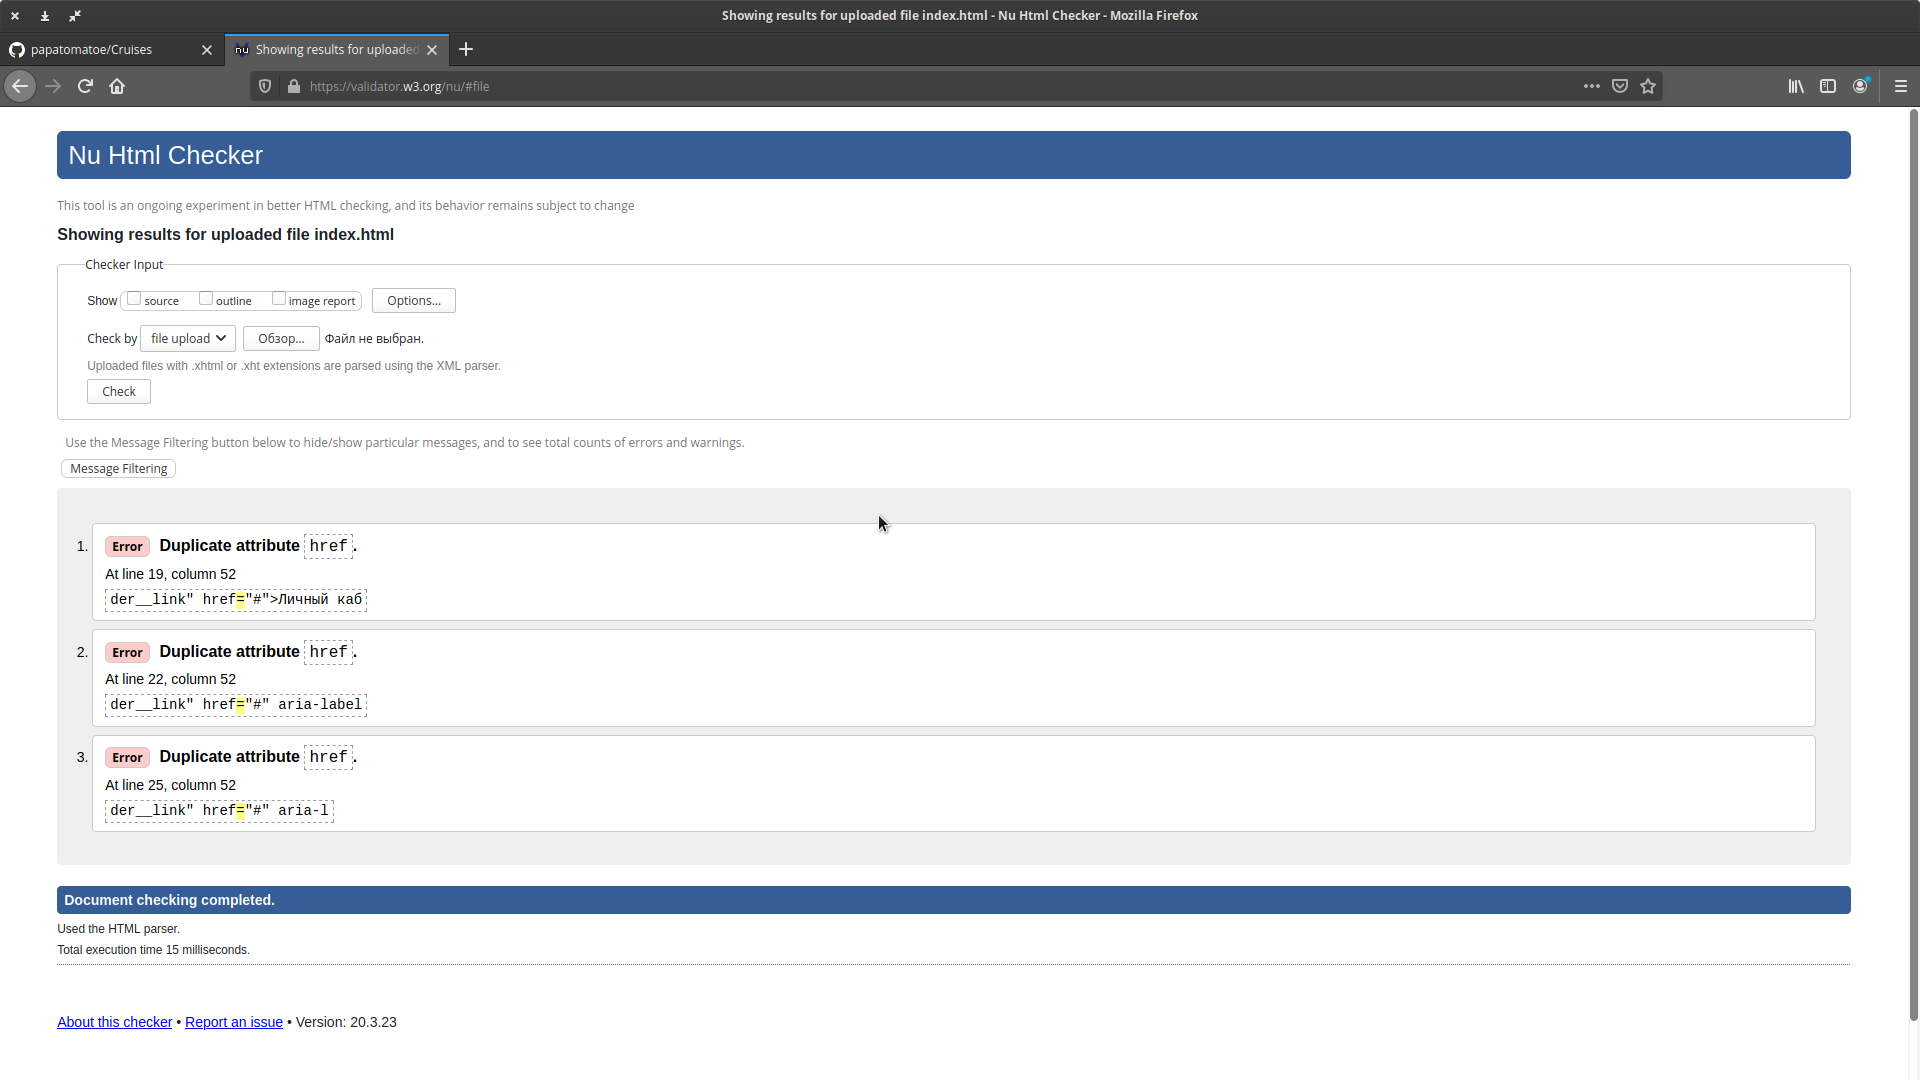 Showing results for uploaded file index.html - Nu Html Checker - Mozilla Firefox
papatomatoe/Cruises
nu Showing results for uploaded
https://validator.w3.org/nu/#file
Nu Html Checker
This tool is an ongoing experiment in better HTML checking, and its behavior remains subject to change
Showing results for uploaded file index.html
Checker Input
Show source outline image report Options...
Check by file upload Обзор... Файл не выбран.
Uploaded files with .xhtml or .xht extensions are parsed using the XML parser.
Check
Use the Message Filtering button below to hide/show particular messages, and to see total counts of errors and warnings.
Message Filtering
1. Error Duplicate attribute href.
At line 19, column 52
der__link" href="#">Личный каб
2. Error Duplicate attribute href.
At line 22, column 52
der__link" href="#" aria-label
3. Error Duplicate attribute href.
At line 25, column 52
der__link" href="#" aria-l
Document checking completed.
Used the HTML parser.
Total execution time 15 milliseconds.
About this checker • Report an issue • Version: 20.3.23